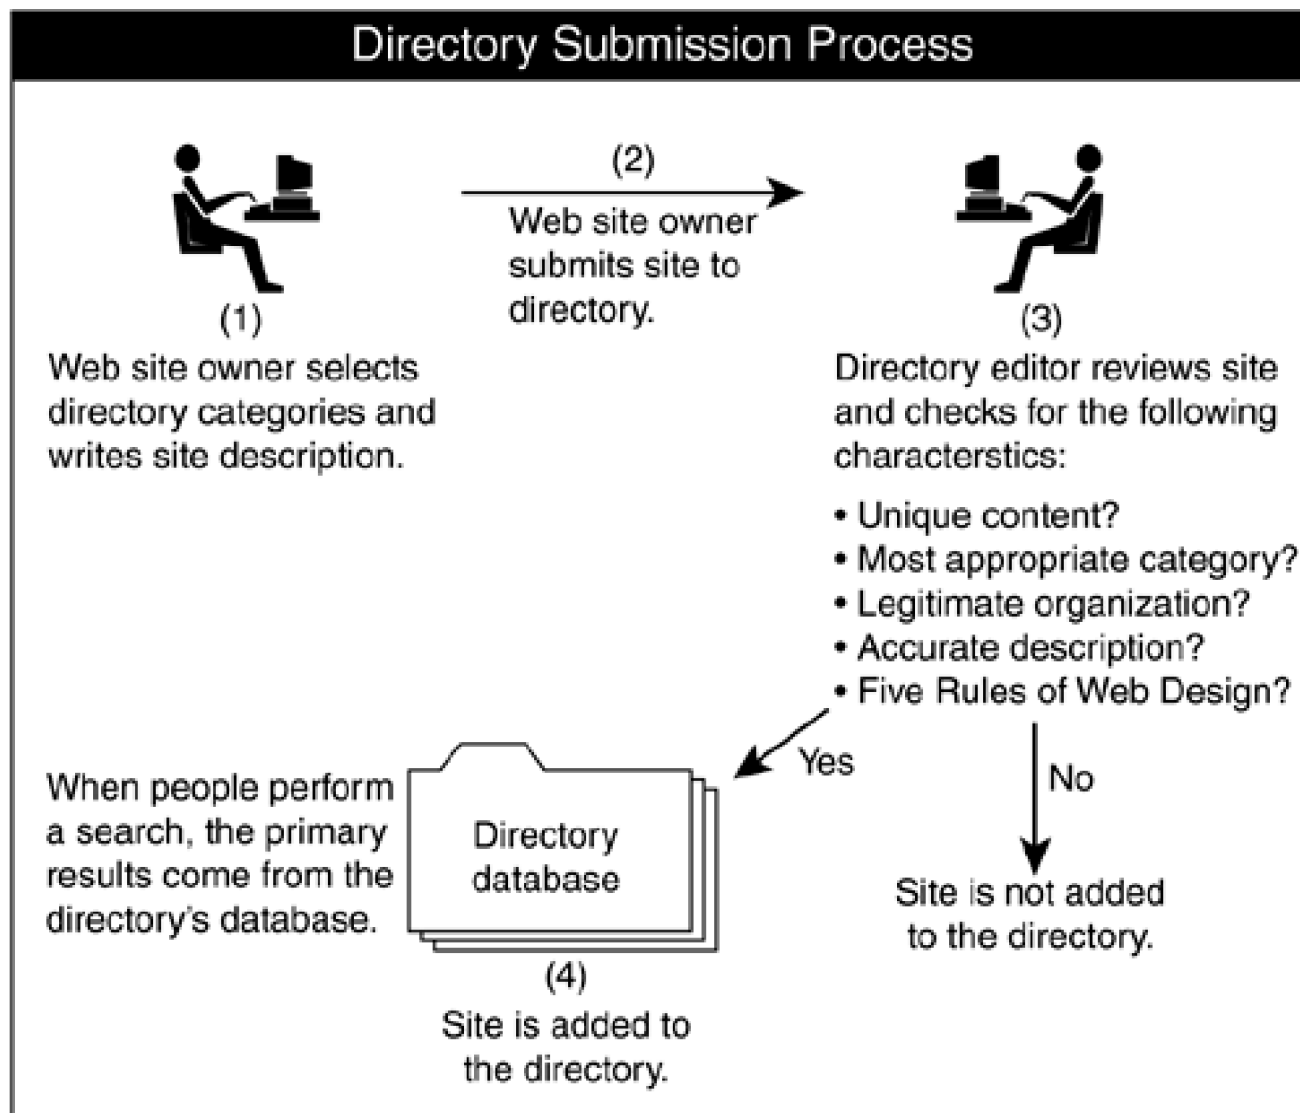 Directory Submission Process
(1)
Web site owner selects
directory categories and
writes site description.
(2)
Web site owner
submits site to
directory.
(3)
Directory editor reviews site
and checks for the following
characterstics:
• Unique content?
• Most appropriate category?
• Legitimate organization?
• Accurate description?
• Five Rules of Web Design?
Yes
No
When people perform
a search, the primary
results come from the
directory's database.
Directory
database
(4)
Site is added to
the directory.
Site is not added
to the directory.